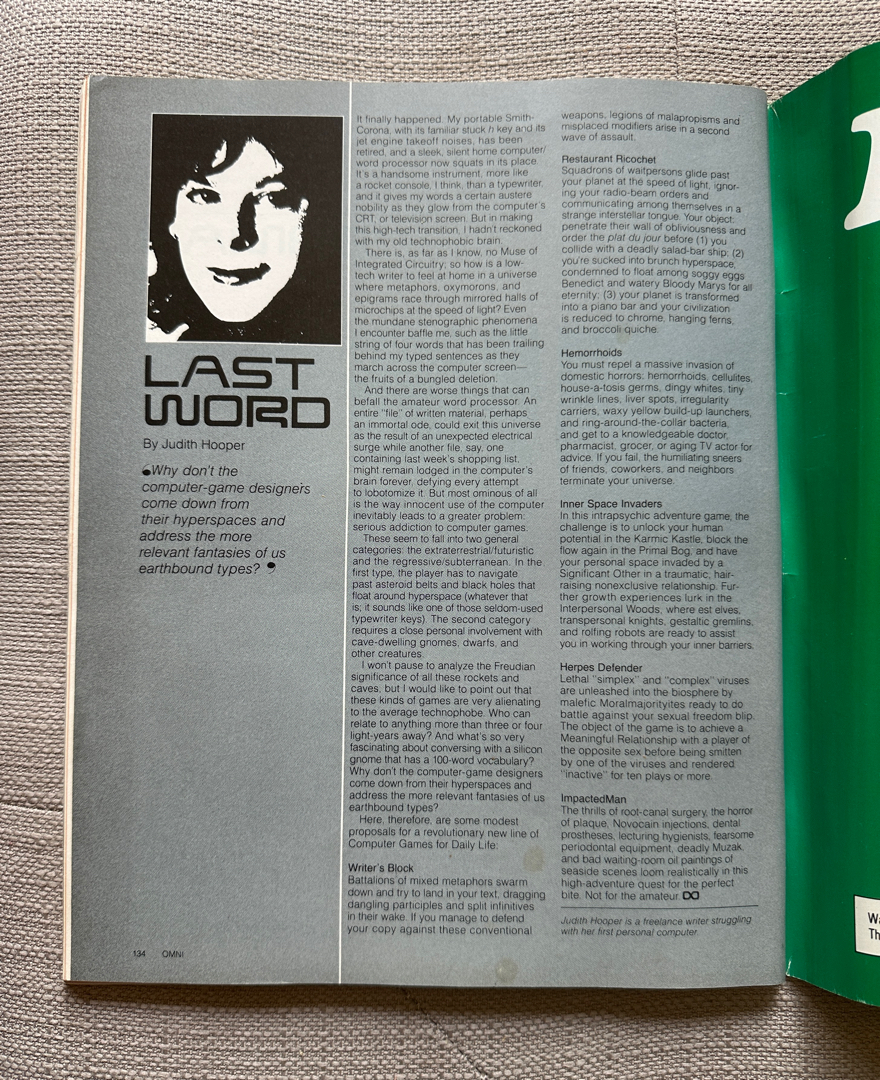 LAST
WORD
By Judith Hooper
❛Why don't the
computer-game designers
come down from
their hyperspaces and
address the more
relevant fantasies of us
earthbound types? ❜
It finally happened. My portable Smith-
Corona, with its familiar stuck h key and its
jet engine takeoff noises, has been
retired, and a sleek, silent home computer/
word processor now squats in its place.
It's a handsome instrument, more like
a rocket console, I think, than a typewriter,
and it gives my words a certain austere
nobility as they glow from the computer's
CRT, or television screen. But in making
this high-tech transition, I hadn't reckoned
with my old technophobic brain.
There is, as far as I know, no Muse of
Integrated Circuitry; so how is a low-
tech writer to feel at home in a universe
where metaphors, oxymorons, and
epigrams race through mirrored halls of
microchips at the speed of light? Even
the mundane stenographic phenomena
I encounter baffle me, such as the little
string of four words that has been trailing
behind my typed sentences as they
march across the computer screen—
the fruits of a bungled deletion.
And there are worse things that can
befall the amateur word processor. An
entire "file" of written material, perhaps
an immortal ode, could exit this universe
as the result of an unexpected electrical
surge while another file, say, one
containing last week's shopping list,
might remain lodged in the computer's
brain forever, defying every attempt
to lobotomize it. But most ominous of all
is the way innocent use of the computer
inevitably leads to a greater problem:
serious addiction to computer games.
These seem to fall into two general
categories: the extraterrestrial/futuristic
and the regressive/subterranean. In the
first type, the player has to navigate
past asteroid belts and black holes that
float around hyperspace (whatever that
is; it sounds like one of those seldom-used
typewriter keys). The second category
requires a close personal involvement with
cave-dwelling gnomes, dwarfs, and
other creatures.
I won't pause to analyze the Freudian
significance of all these rockets and
caves, but I would like to point out that
these kinds of games are very alienating
to the average technophobe. Who can
relate to anything more than three or four
light-years away? And what's so very
fascinating about conversing with a silicon
gnome that has a 100-word vocabulary?
Why don't the computer-game designers
come down from their hyperspaces and
address the more relevant fantasies of us
earthbound types?
Here, therefore, are some modest
proposals for a revolutionary new line of
Computer Games for Daily Life:
Writer's Block
Battalions of mixed metaphors swarm
down and try to land in your text, dragging
dangling participles and split infinitives
in their wake. If you manage to defend
your copy against these conventional
weapons, legions of malapropisms and
misplaced modifiers arise in a second
wave of assault.
Restaurant Ricochet
Squadrons of waitpersons glide past
your planet at the speed of light, ignor-
ing your radio-beam orders and
communicating among themselves in a
strange interstellar tongue. Your object:
penetrate their wall of obliviousness and
order the plat du jour before (1) you
collide with a deadly salad-bar ship; (2)
you're sucked into brunch hyperspace,
condemned to float among soggy eggs
Benedict and watery Bloody Marys for all
eternity; (3) your planet is transformed
into a piano bar and your civilization
is reduced to chrome, hanging ferns,
and broccoli quiche.
Hemorrhoids
You must repel a massive invasion of
domestic horrors: hemorrhoids, cellulites,
house-a-tosis germs, dingy whites, tiny
wrinkle lines, liver spots, irregularity
carriers, waxy yellow build-up launchers,
and ring-around-the-collar bacteria,
and get to a knowledgeable doctor,
pharmacist, grocer, or aging TV actor for
advice. If you fail, the humiliating sneers
of friends, coworkers, and neighbors
terminate your universe.
Inner Space Invaders
In this intrapsychic adventure game, the
challenge is to unlock your human
potential in the Karmic Kastle, block the
flow again in the Primal Bog, and have
your personal space invaded by a
Significant Other in a traumatic, hair-
raising nonexclusive relationship. Fur-
ther growth experiences lurk in the
Interpersonal Woods, where est elves,
transpersonal knights, gestaltic gremlins,
and rolfing robots are ready to assist
you in working through your inner barriers.
Herpes Defender
Lethal "simplex" and "complex" viruses
are unleashed into the biosphere by
malefic Moralmajorityites ready to do
battle against your sexual freedom blip.
The object of the game is to achieve a
Meaningful Relationship with a player of
the opposite sex before being smitten
by one of the viruses and rendered
"inactive" for ten plays or more.
ImpactedMan
The thrills of root-canal surgery, the horror
of plaque, Novocain injections, dental
prostheses, lecturing hygienists, fearsome
periodontal equipment, deadly Muzak,
and bad waiting-room oil paintings of
seaside scenes loom realistically in this
high-adventure quest for the perfect
bite. Not for the amateur.
Judith Hooper is a freelance writer struggling
with her first personal computer.
134 OMNI